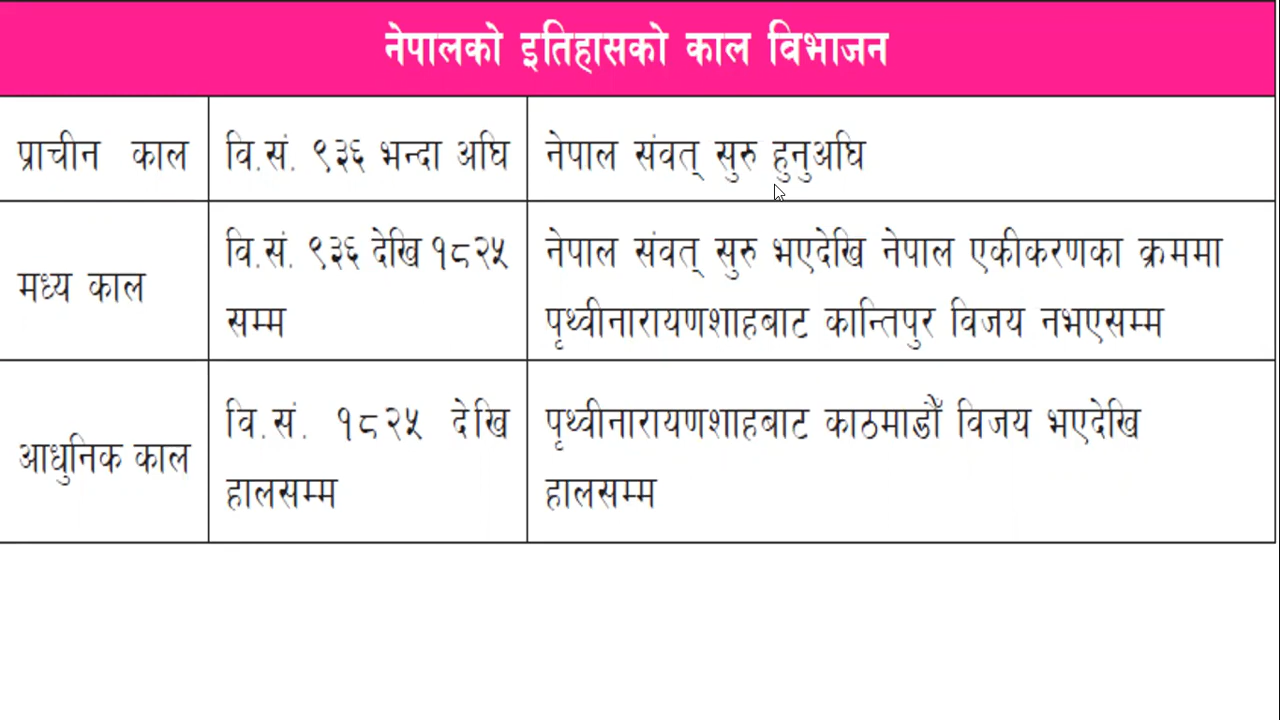 नेपालको इतिहासको काल विभाजन
प्राचीन काल
वि.सं. ९३६ भन्दा अघि
नेपाल संवत् सुरु हुनुअघि
मध्य काल
वि.सं. ९३६ देखि १८२५
सम्म
नेपाल संवत् सुरु भएदेखि नेपाल एकीकरणका क्रममा
पृथ्वीनारायणशाहबाट कान्तिपुर विजय नभएसम्म
आधुनिक काल
वि.सं. १८२५ देखि
हालसम्म
पृथ्वीनारायणशाहबाट काठमाडौँ विजय भएदेखि
हालसम्म